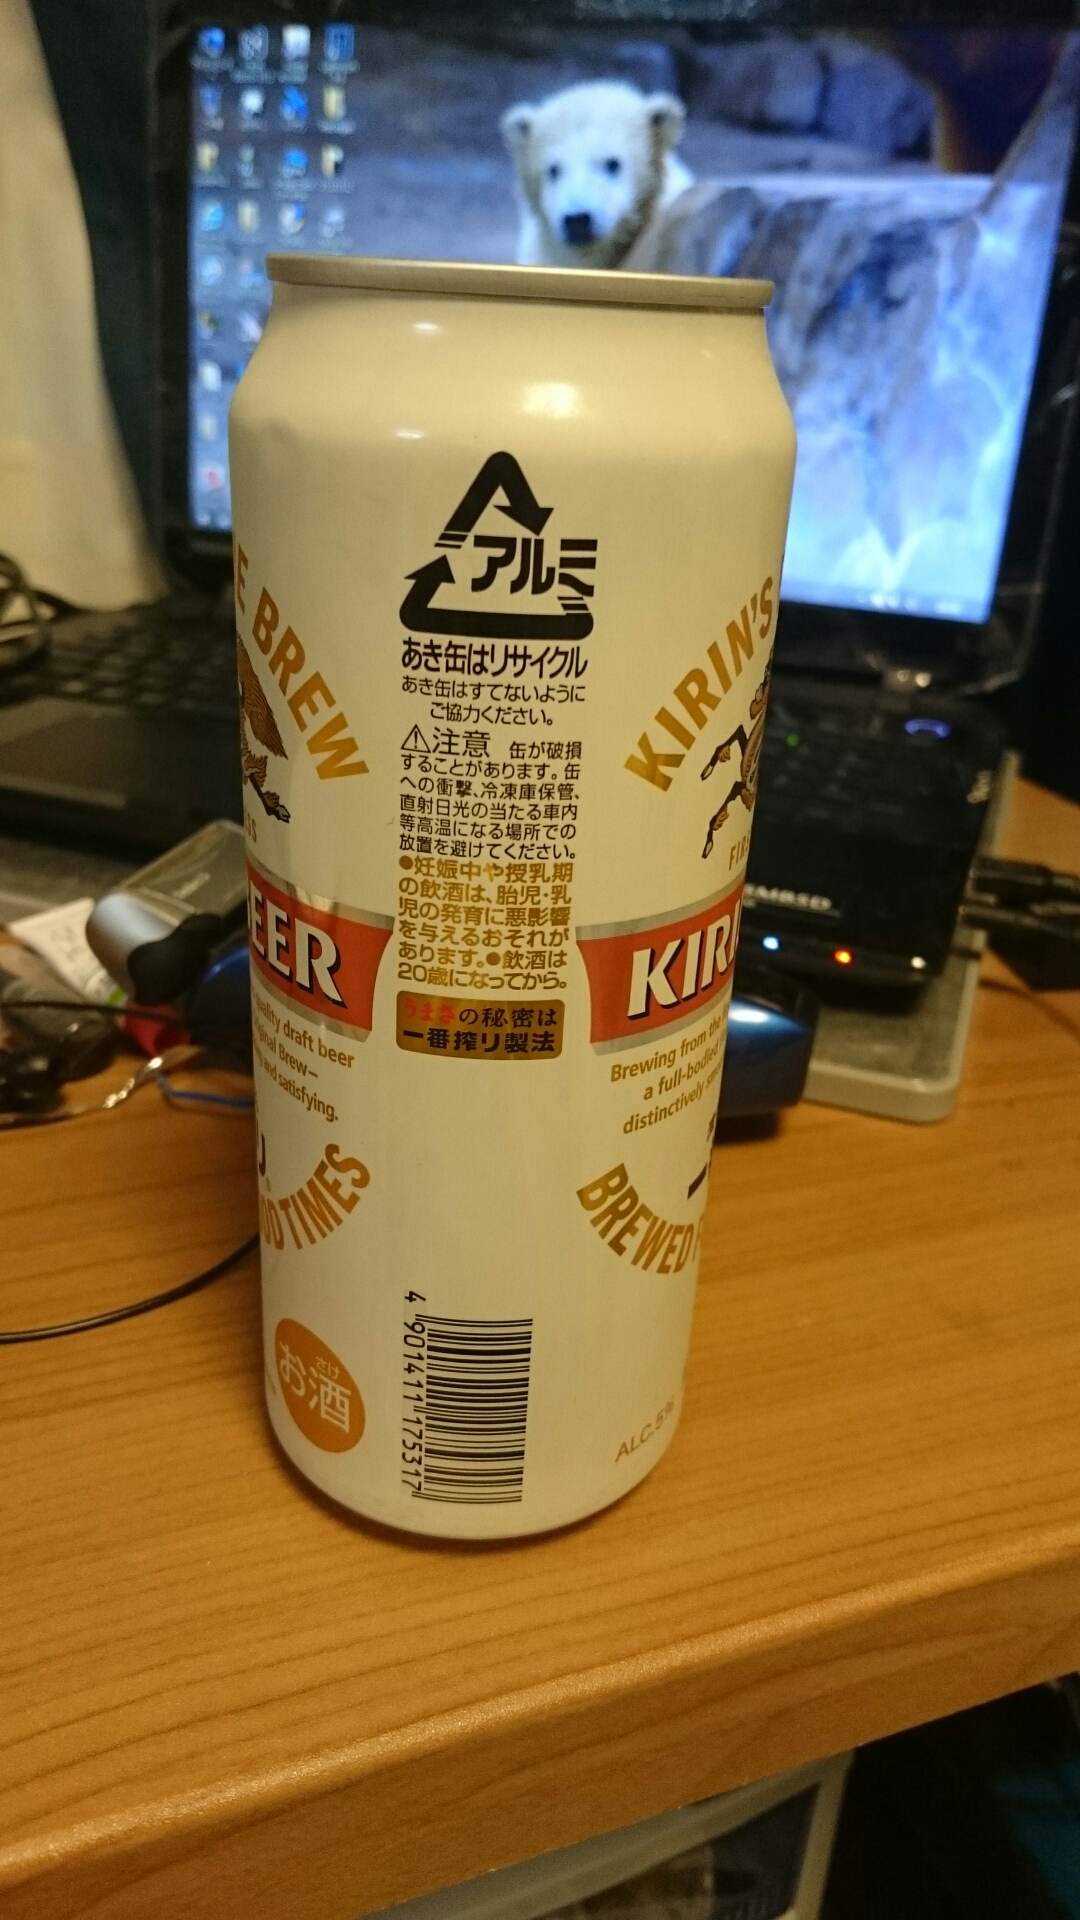 アルミ
あき缶はリサイクル
あき缶はすてないように
ご協力ください。
⚠注意 缶が破損
することがあります。缶
への衝撃、冷凍庫保管、
直射日光の当たる車内
等高温になる場所での
放置を避けてください。
●妊娠中や授乳期
の飲酒は、胎児・乳
児の発育に悪影響
を与えるおそれが
あります。●飲酒は
20歳になってから。
うまさの秘密は
一番搾り製法
4 901411 175317
BREW
BEER
quality draft beer
Brew–
and satisfying.
TIMES
さけ
お酒
KIRIN'S
KIRIN
Brewing from the
a full-bodied
distinctively
BREWED
ALC.5%